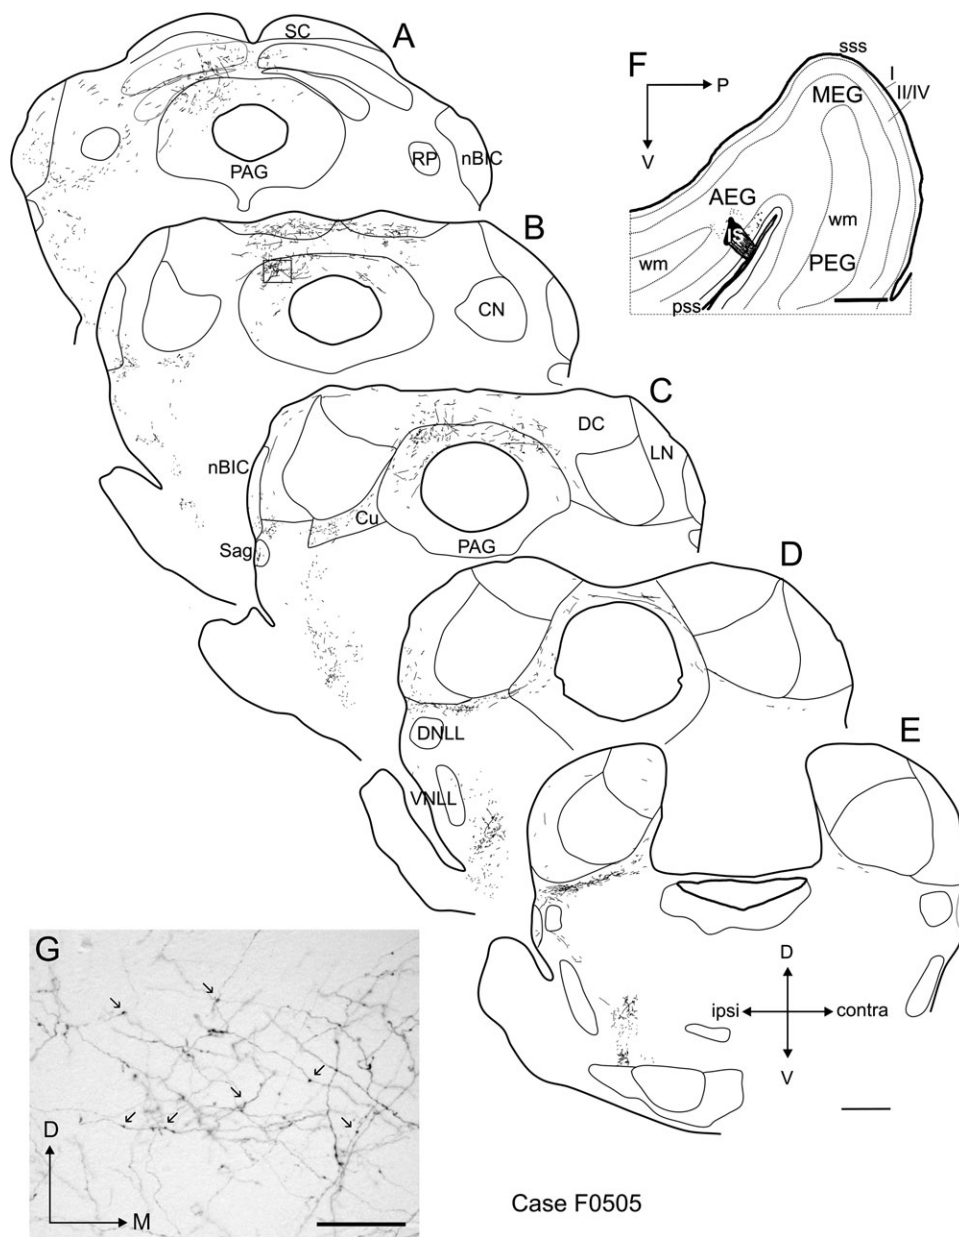 A
SC
PAG
RP
nBIC
B
CN
C
DC
LN
nBIC
Cu
Sag
PAG
D
DNLL
VNLL
E
D
ipsi
contra
V
F
P
V
sss
I
II/IV
MEG
AEG
IS
wm
wm
PEG
pss
G
D
M
Case F0505